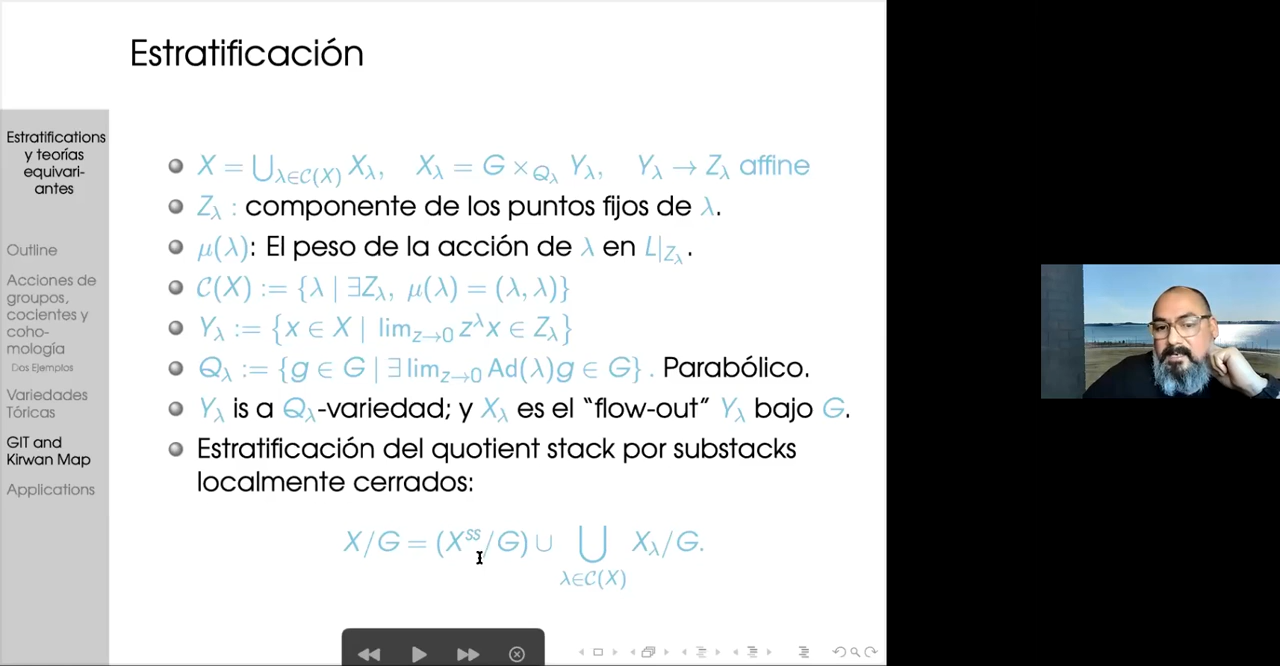 Estratificación
Estratifications
y teorías
equivari-
antes
Outline
Acciones de
grupos,
cocientes y
coho-
mología
Dos Ejemplos
Variedades
Tóricas
GIT and
Kirwan Map
Applications
X = ⋃_{λ∈𝒞(X)} X_λ, X_λ = G ×_{Q_λ} Y_λ, Y_λ → Z_λ affine
Z_λ : componente de los puntos fijos de λ.
μ(λ): El peso de la acción de λ en L|_{Z_λ}.
𝒞(X) := {λ | ∃Z_λ, μ(λ) = (λ, λ)}
Y_λ := {x ∈ X | lim_{z→0} z^λ x ∈ Z_λ}
Q_λ := {g ∈ G | ∃ lim_{z→0} Ad(λ)g ∈ G} . Parabólico.
Y_λ is a Q_λ-variedad; y X_λ es el “flow-out” Y_λ bajo G.
Estratificación del quotient stack por substacks
localmente cerrados:
X/G = (X^{ss}/G) ∪ ⋃_{λ∈𝒞(X)} X_λ/G.